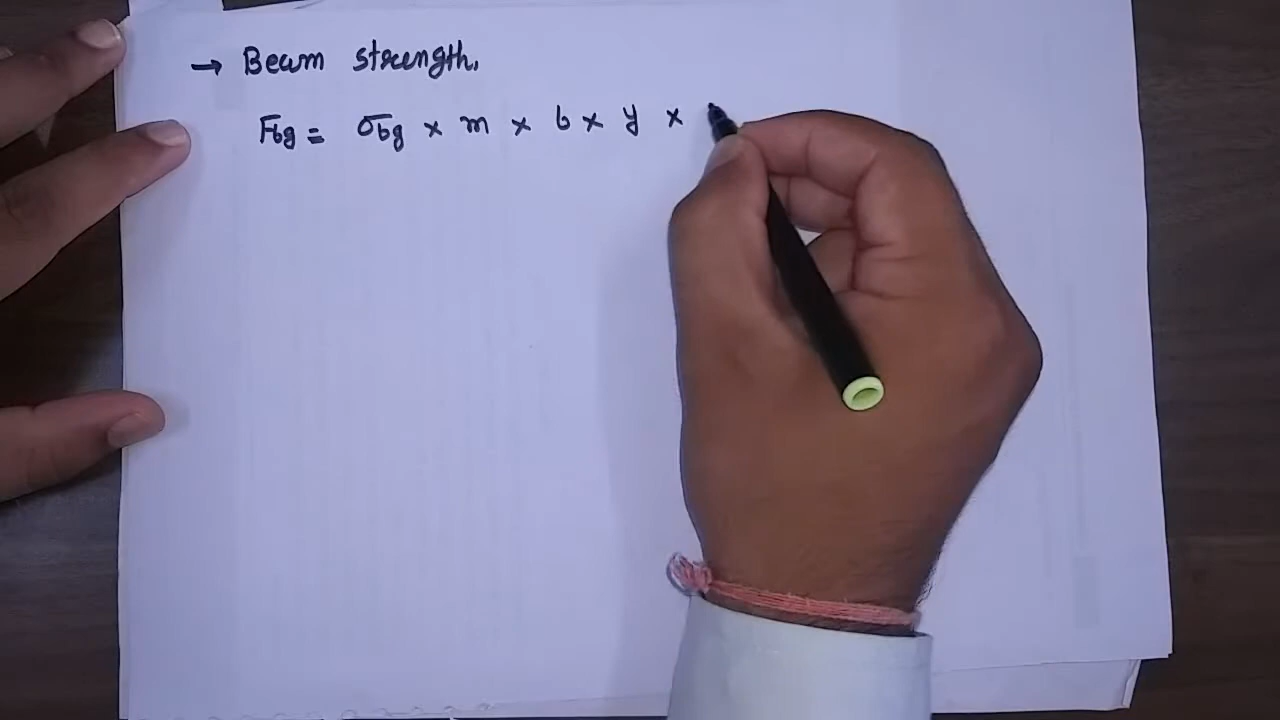 → Beam strength.
Fbg = σbg × m × b × y ×